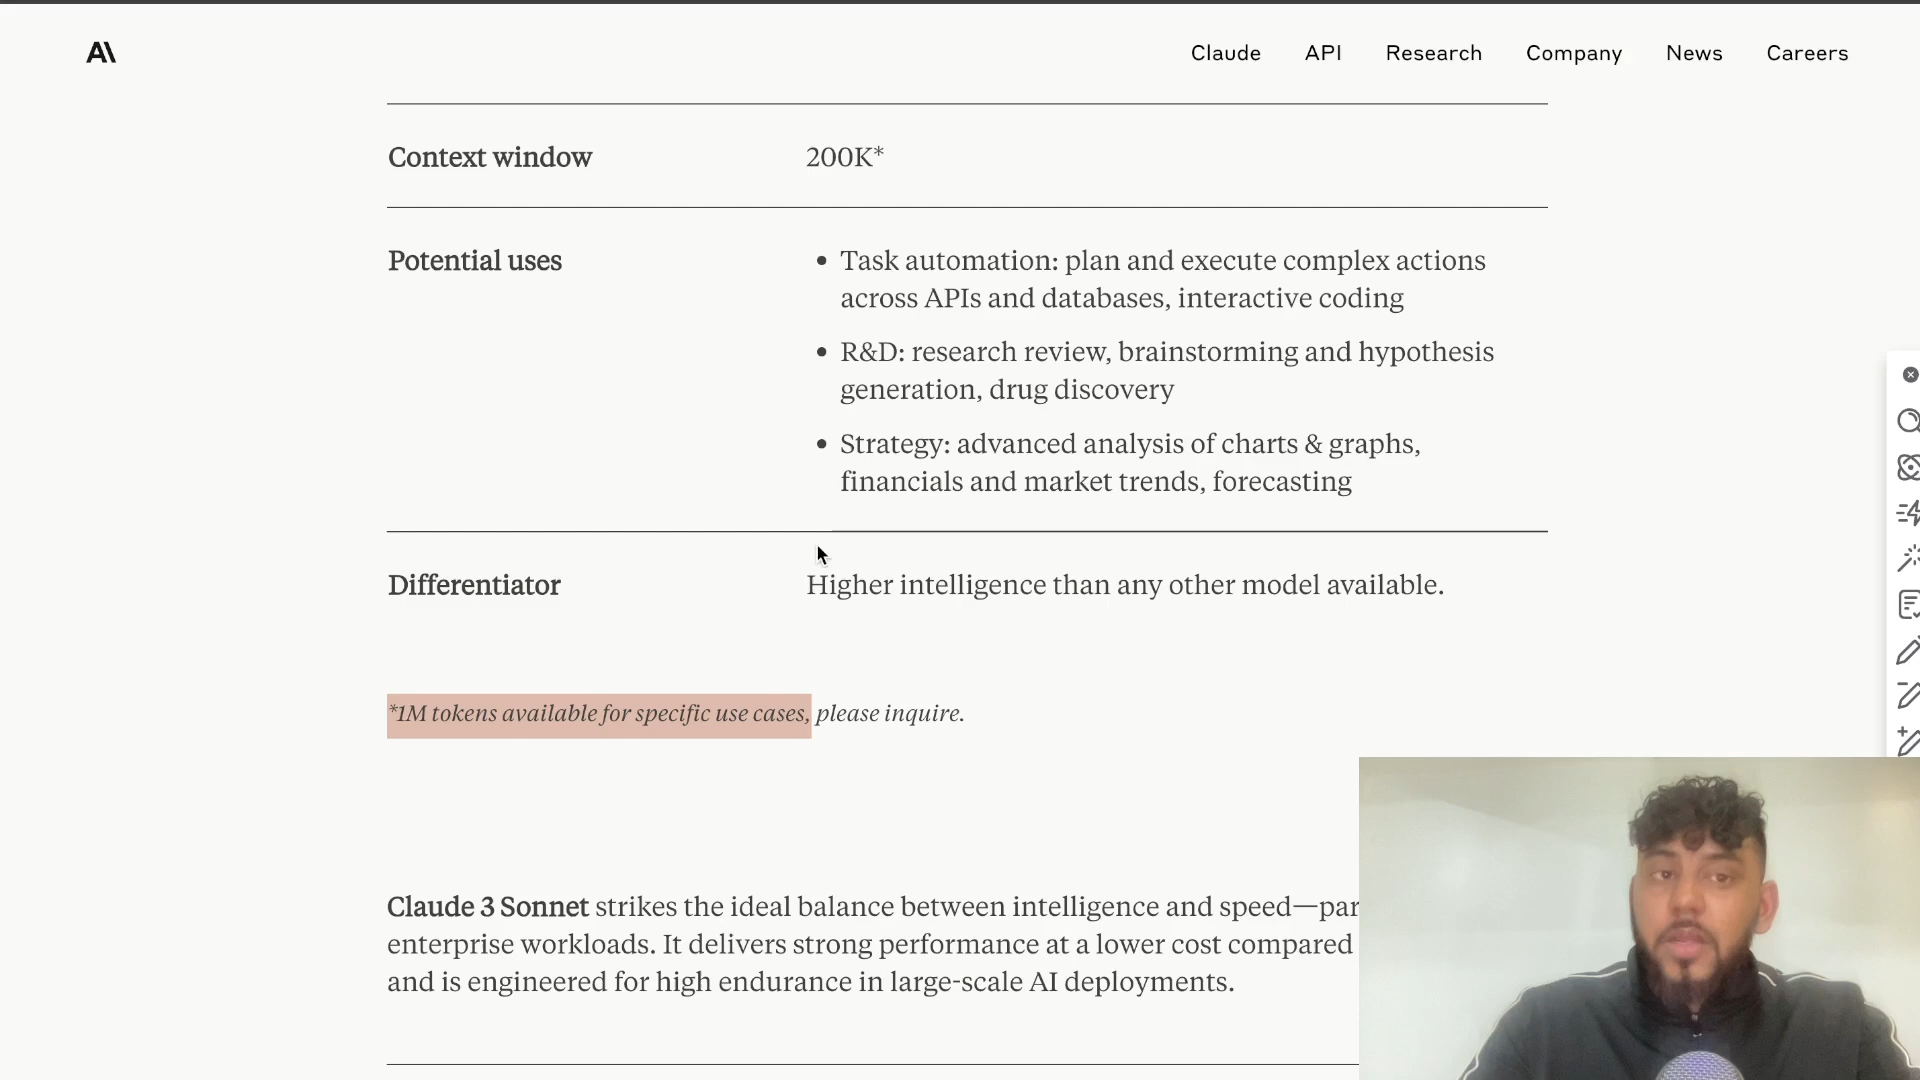 A\
Claude API Research Company News Careers
Context window 200K*
Potential uses
• Task automation: plan and execute complex actions
across APIs and databases, interactive coding
• R&D: research review, brainstorming and hypothesis
generation, drug discovery
• Strategy: advanced analysis of charts & graphs,
financials and market trends, forecasting
Differentiator Higher intelligence than any other model available.
*1M tokens available for specific use cases, please inquire.
Claude 3 Sonnet strikes the ideal balance between intelligence and speed—par
enterprise workloads. It delivers strong performance at a lower cost compared
and is engineered for high endurance in large-scale AI deployments.